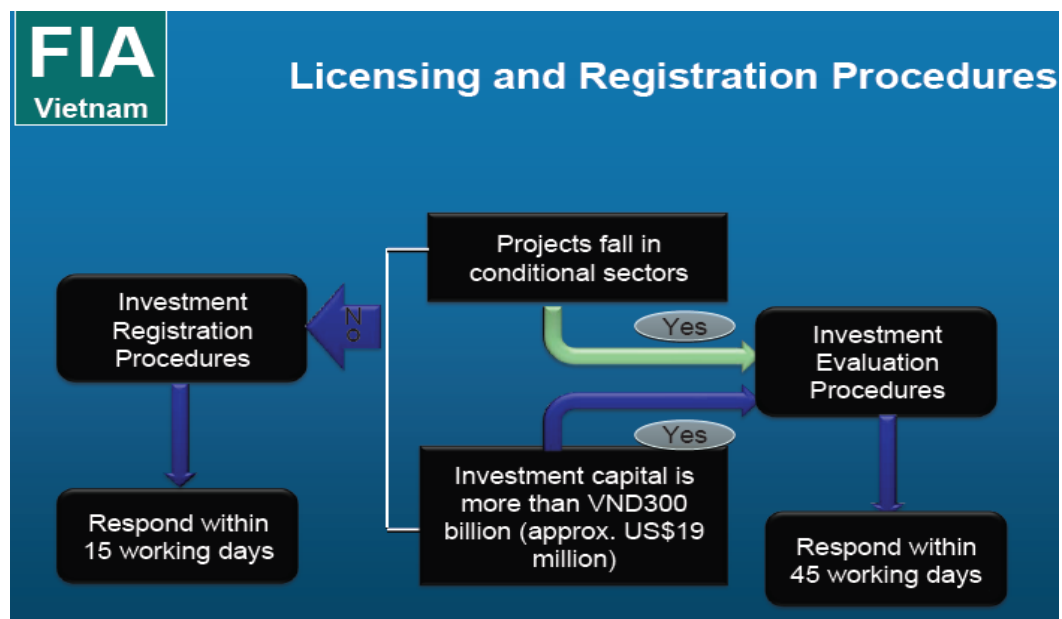 FIA
Vietnam
Licensing and Registration Procedures
Projects fall in
conditional sectors
Investment
Registration
Procedures
No
Yes
Investment
Evaluation
Procedures
Yes
Investment capital is
more than VND300
billion (approx. US$19
million)
Respond within
15 working days
Respond within
45 working days